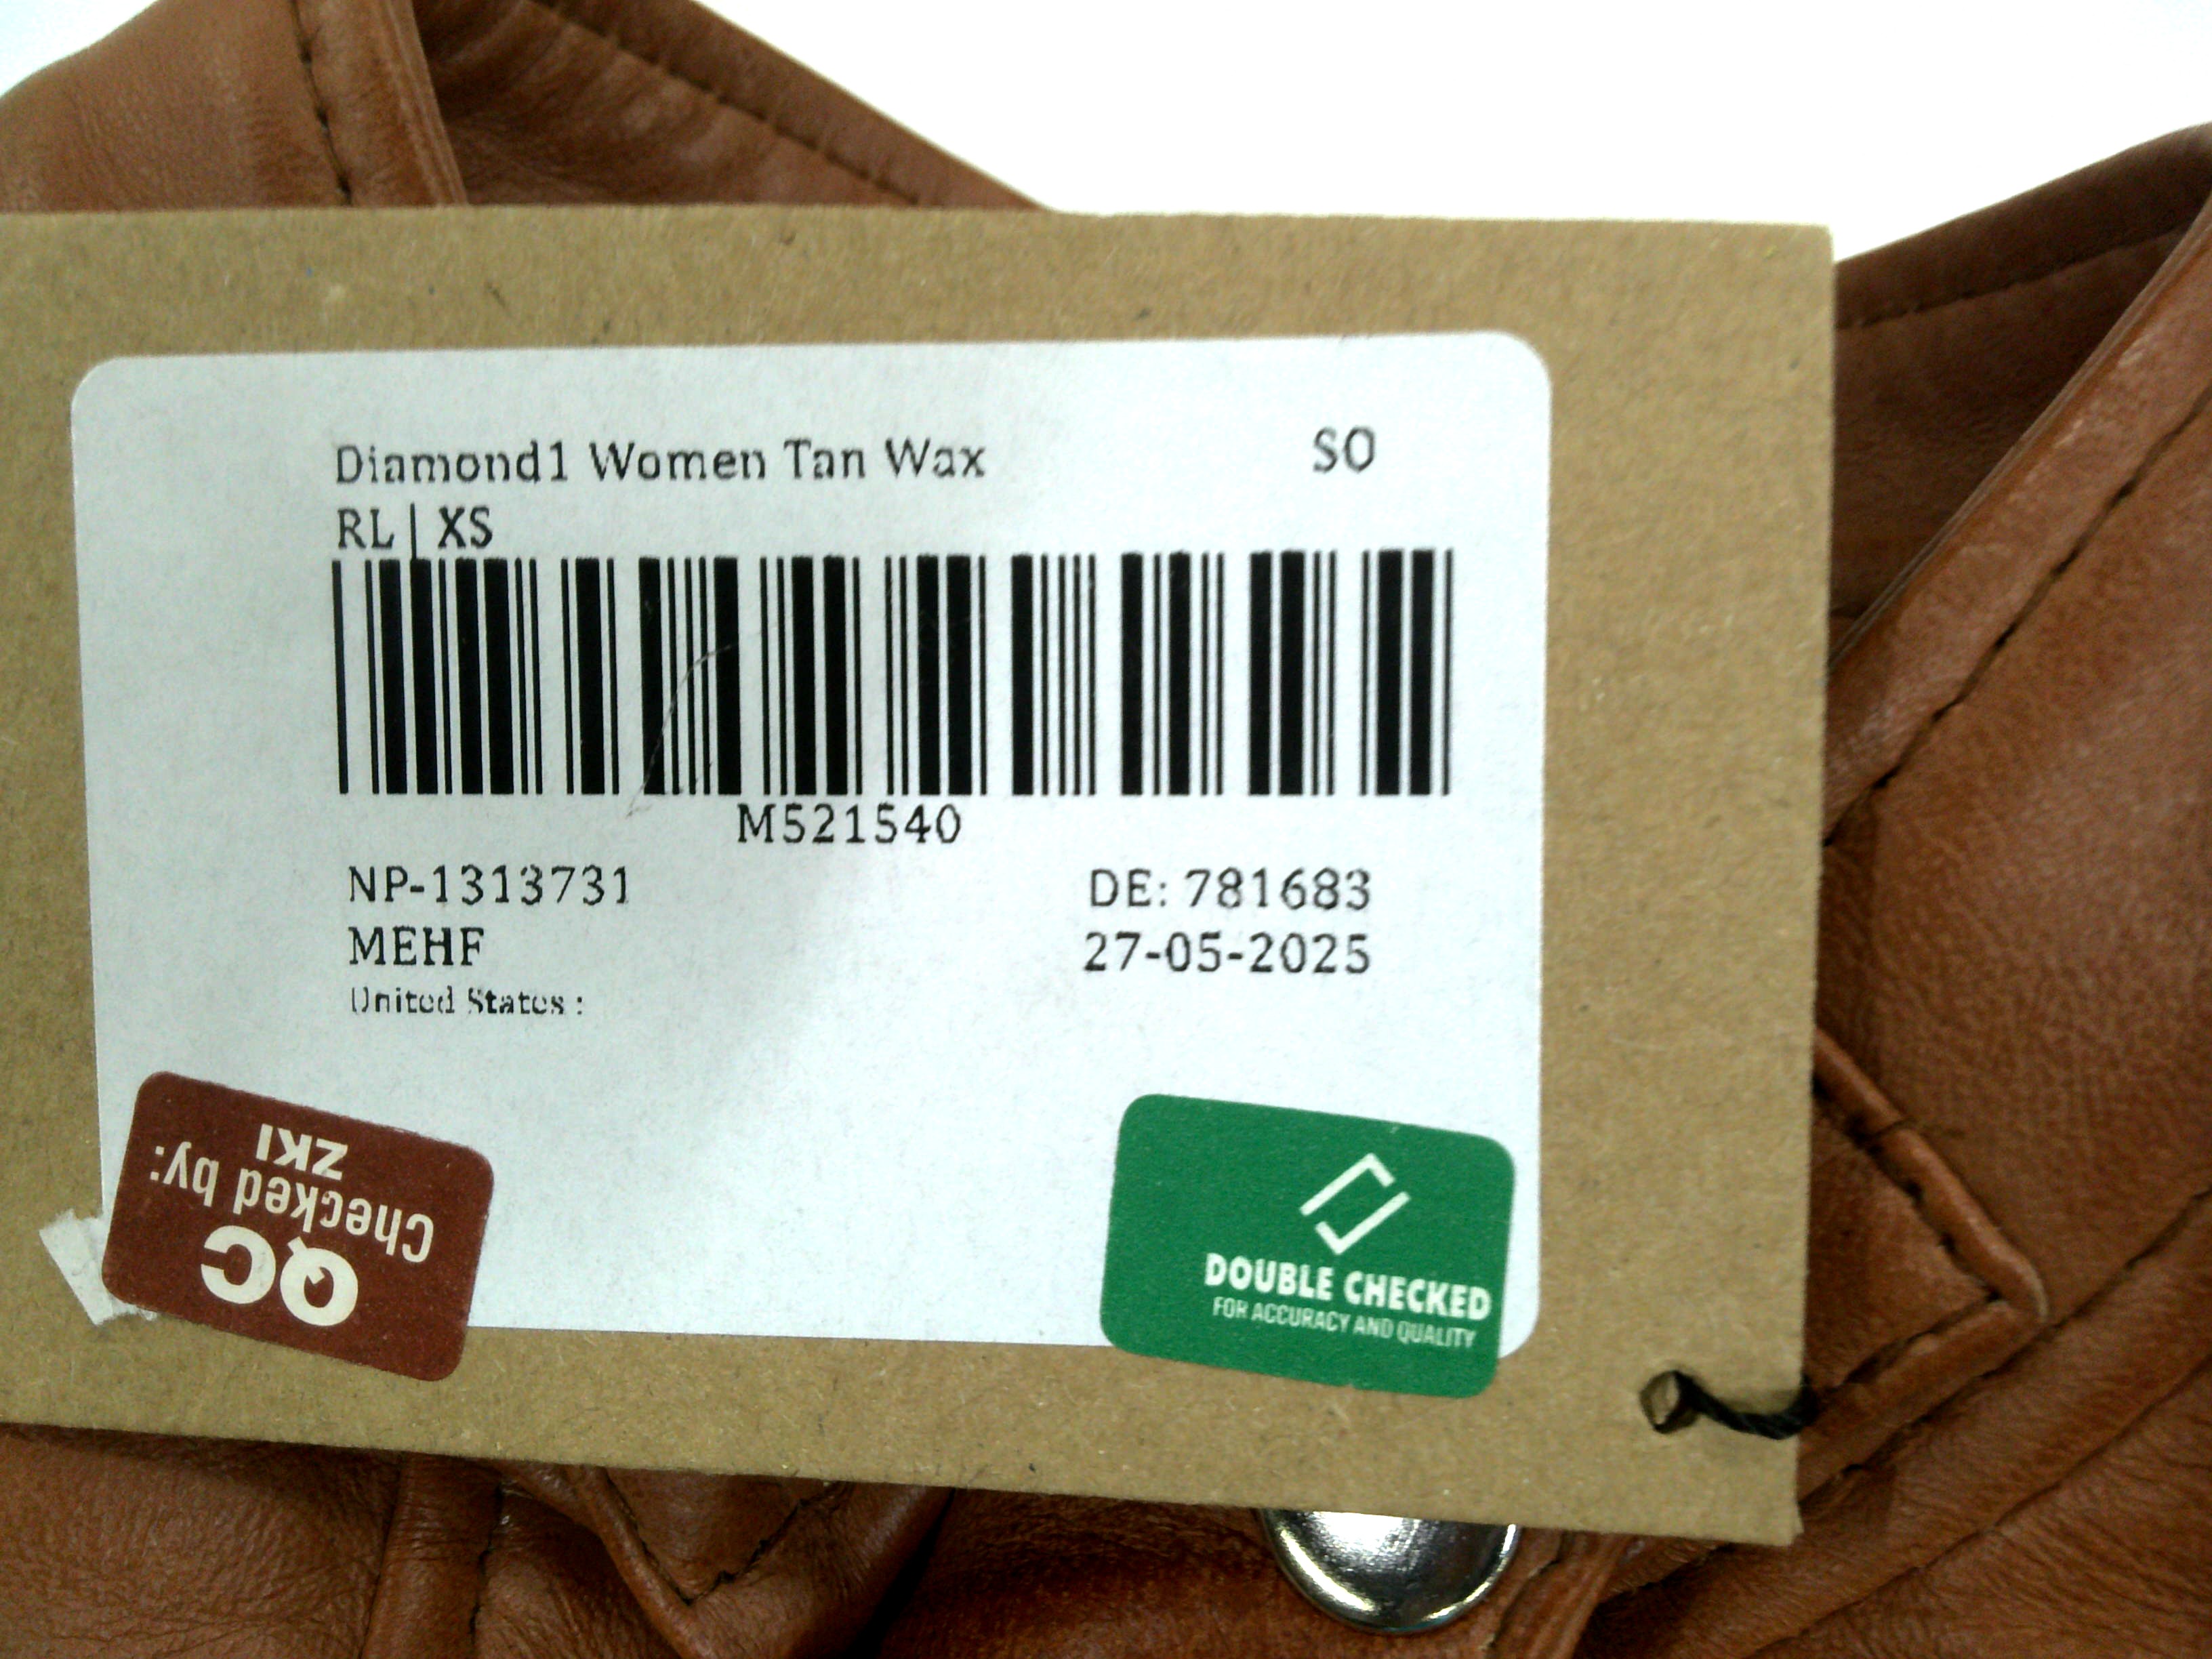 Diamond1 Women Tan Wax SO
RL | XS
M521540
NP-1313731 DE: 781683
MEHF 27-05-2025
United States :
QC
Checked by:
ZKI
DOUBLE CHECKED
FOR ACCURACY AND QUALITY